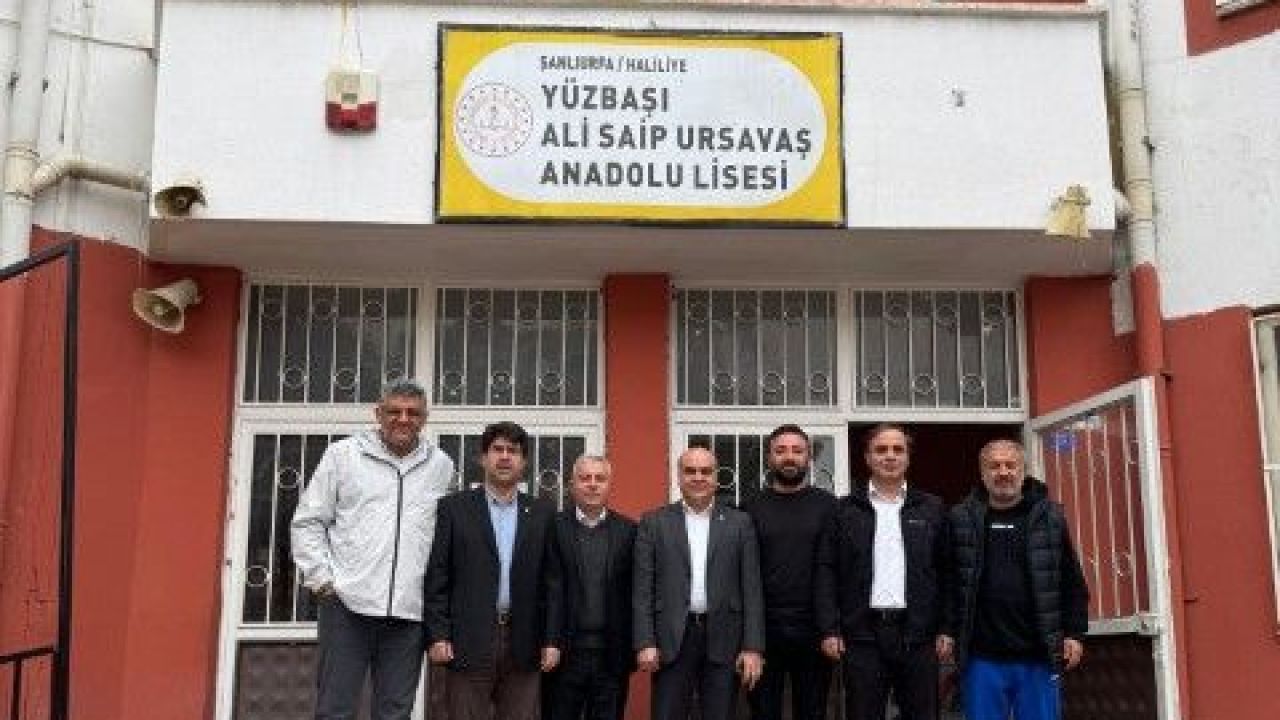 ŞANLIURFA / HALİLİYE
YÜZBAŞI
ALİ SAİP URSAVAŞ
ANADOLU LİSESİ